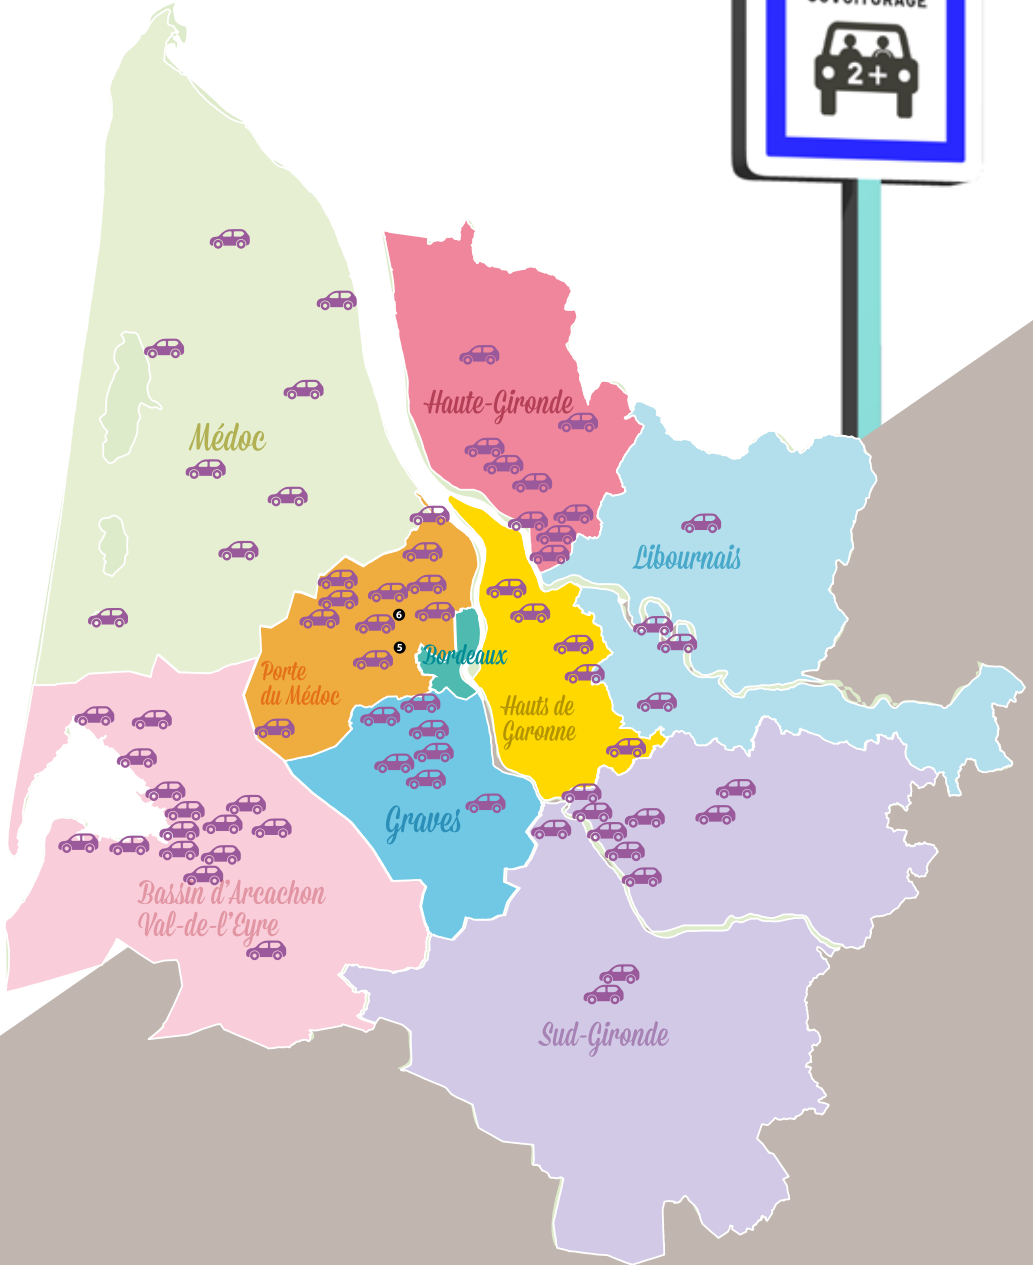 COVOITURAGE
2+
Haute-Gironde
Médoc
Libournais
6
5
Bordeaux
Porte
du Médoc
Hauts de
Garonne
Graves
Bassin d'Arcachon
Val-de-l'Eyre
Sud-Gironde